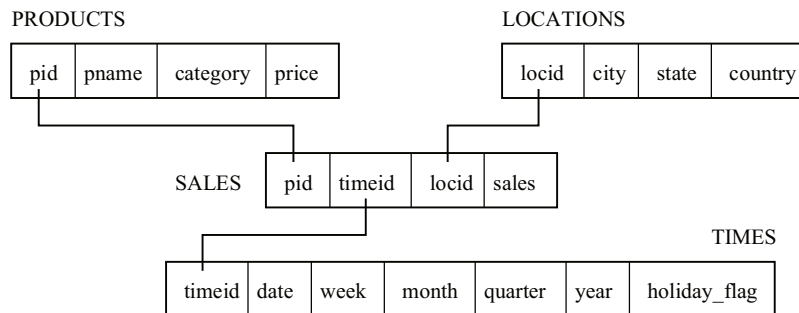 PRODUCTS LOCATIONS
pid pname category price locid city state country
SALES pid timeid locid sales
TIMES
timeid date week month quarter year holiday_flag